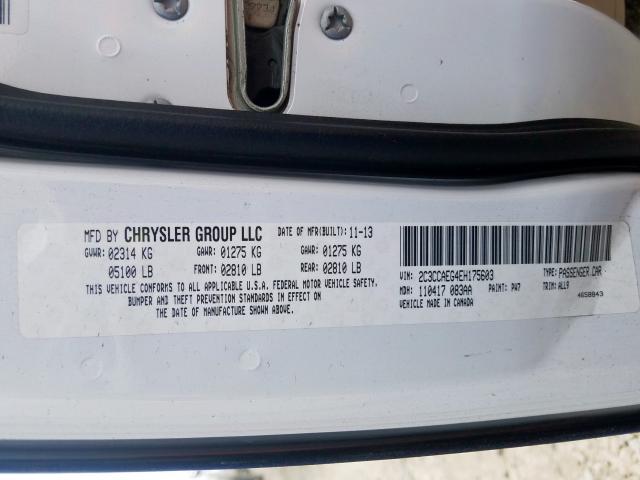 MFD BY CHRYSLER GROUP LLC DATE OF MFR(BUILT): 11-13
GVWR: 02314 KG GAWR: 01275 KG GAWR: 01275 KG
05100 LB FRONT: 02810 LB REAR: 02810 LB
THIS VEHICLE CONFORMS TO ALL APPLICABLE U.S.A. FEDERAL MOTOR VEHICLE SAFETY,
BUMPER AND THEFT PREVENTION STANDARDS IN EFFECT ON
THE DATE OF MANUFACTURE SHOWN ABOVE.
VIN: 2C3CCAEG4EH175603 TYPE: PASSENGER CAR
MDH: 110417 083AA PAINT: PW7 TRIM: ALL9
VEHICLE MADE IN CANADA 4658843